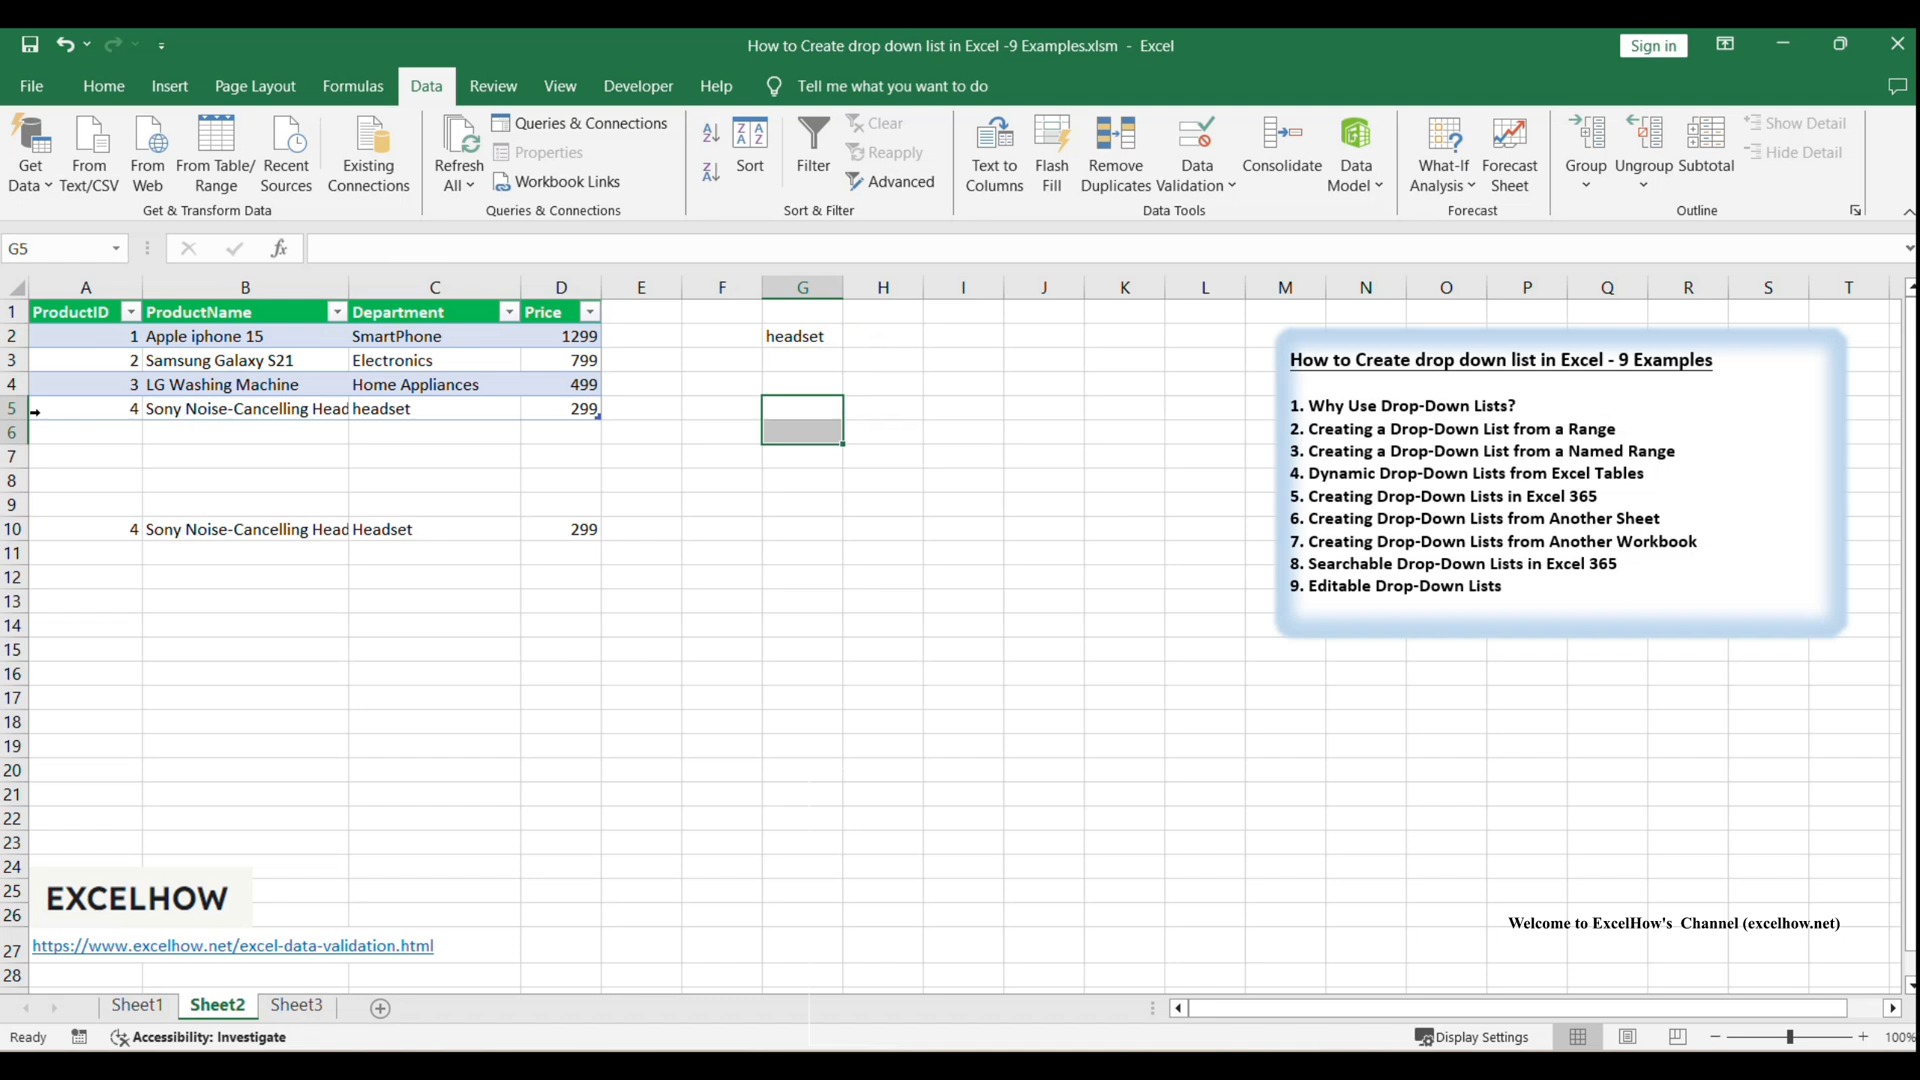 How to Create drop down list in Excel -9 Examples.xlsm - Excel
Sign in
File Home Insert Page Layout Formulas Data Review View Developer Help Tell me what you want to do
Get Data
From Text/CSV
From Web
From Table/ Range
Recent Sources
Existing Connections
Get & Transform Data
Refresh All
Queries & Connections
Properties
Workbook Links
Queries & Connections
Sort
Filter
Clear
Reapply
Advanced
Sort & Filter
Text to Columns
Flash Fill
Remove Duplicates
Data Validation
Consolidate
Data Model
Data Tools
What-If Analysis
Forecast Sheet
Forecast
Group
Ungroup
Subtotal
Show Detail
Hide Detail
Outline
G5
fx
A B C D E F G H I J K L M N O P Q R S T
1 ProductID ProductName Department Price
2 1 Apple iphone 15 SmartPhone 1299 headset
3 2 Samsung Galaxy S21 Electronics 799
4 3 LG Washing Machine Home Appliances 499
5 4 Sony Noise-Cancelling Head headset 299
6
7
8
9
10 4 Sony Noise-Cancelling Head Headset 299
11
12
13
14
15
16
17
18
19
20
21
22
23
24
25
26
27
28
How to Create drop down list in Excel - 9 Examples
1. Why Use Drop-Down Lists?
2. Creating a Drop-Down List from a Range
3. Creating a Drop-Down List from a Named Range
4. Dynamic Drop-Down Lists from Excel Tables
5. Creating Drop-Down Lists in Excel 365
6. Creating Drop-Down Lists from Another Sheet
7. Creating Drop-Down Lists from Another Workbook
8. Searchable Drop-Down Lists in Excel 365
9. Editable Drop-Down Lists
EXCELHOW
Welcome to ExcelHow's Channel (excelhow.net)
https://www.excelhow.net/excel-data-validation.html
Sheet1 Sheet2 Sheet3
Ready Accessibility: Investigate Display Settings 100%